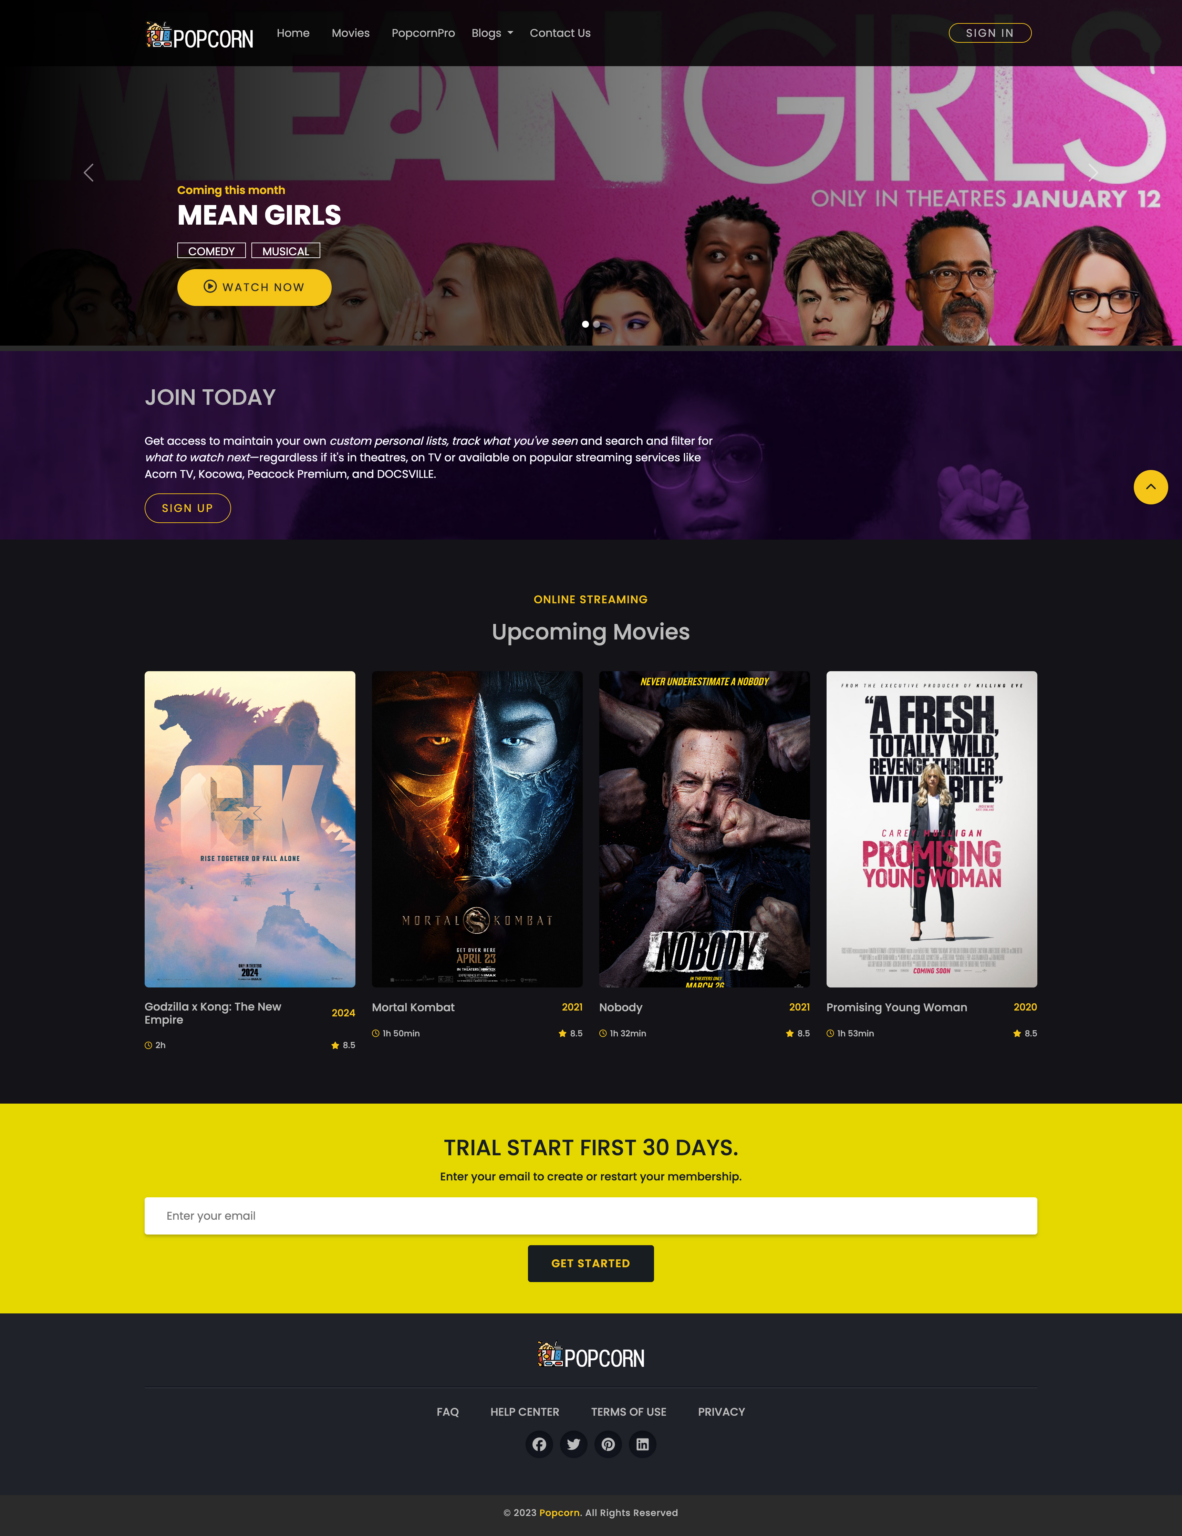 POPCORN
Home
Movies
PopcornPro
Blogs
Contact Us
SIGN IN
MEAN GIRLS
ONLY IN THEATRES JANUARY 12
Coming this month
MEAN GIRLS
COMEDY
MUSICAL
WATCH NOW
JOIN TODAY
Get access to maintain your own custom personal lists, track what you've seen and search and filter for
what to watch next—regardless if it's in theatres, on TV or available on popular streaming services like
Acorn TV, Kocowa, Peacock Premium, and DOCSVILLE.
SIGN UP
ONLINE STREAMING
Upcoming Movies
GXK
RISE TOGETHER OR FALL ALONE
2024
MORTAL KOMBAT
GET OVER HERE
APRIL 23
NEVER UNDERESTIMATE A NOBODY
NOBODY
IN THEATERS ONLY
MARCH 26
FROM THE EXECUTIVE PRODUCER OF KILLING EVE
"A FRESH,
TOTALLY WILD,
REVENGE THRILLER
WITH BITE"
CAREY MULLIGAN
PROMISING
YOUNG WOMAN
COMING SOON
Godzilla x Kong: The New
Empire
2024
2h
8.5
Mortal Kombat
2021
1h 50min
8.5
Nobody
2021
1h 32min
8.5
Promising Young Woman
2020
1h 53min
8.5
TRIAL START FIRST 30 DAYS.
Enter your email to create or restart your membership.
Enter your email
GET STARTED
POPCORN
FAQ
HELP CENTER
TERMS OF USE
PRIVACY
© 2023 Popcorn. All Rights Reserved